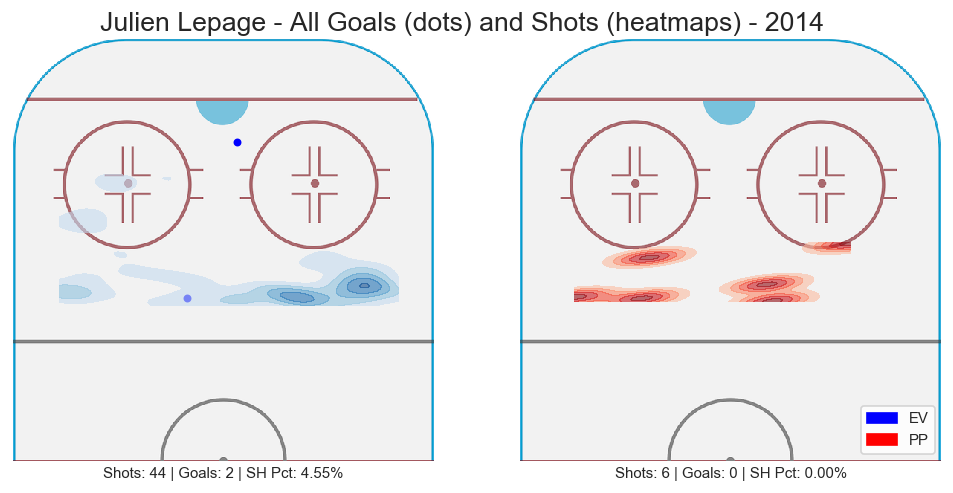 Julien Lepage - All Goals (dots) and Shots (heatmaps) - 2014
EV
PP
Shots: 44 | Goals: 2 | SH Pct: 4.55%
Shots: 6 | Goals: 0 | SH Pct: 0.00%